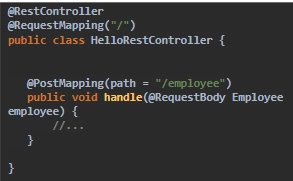 @RestController
@RequestMapping("/")
public class HelloRestController {
@PostMapping(path = "/employee")
public void handle(@RequestBody Employee
employee) {
//...
}
}